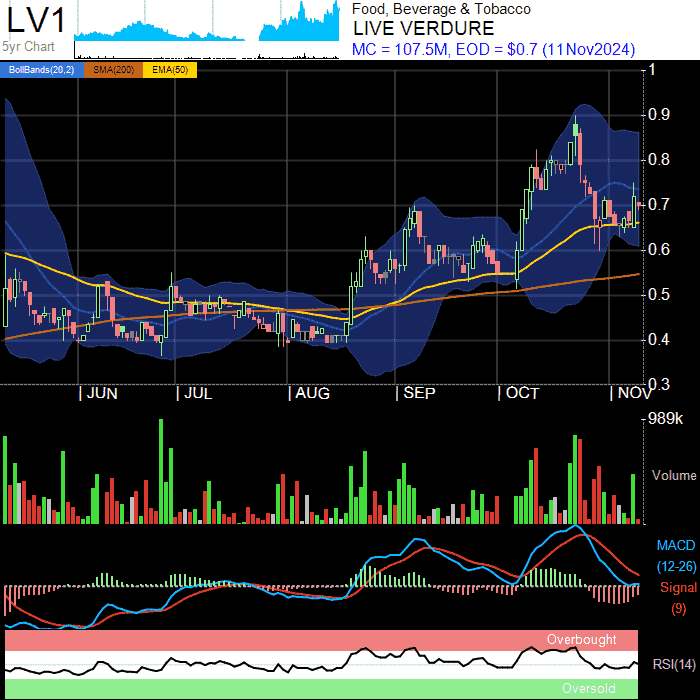 LV1
5yr Chart
Food, Beverage & Tobacco
LIVE VERDURE
MC = 107.5M, EOD = $0.7 (11Nov2024)
BollBands(20,2) SMA(200) EMA(50)
1
0.9
0.8
0.7
0.6
0.5
0.4
0.3
JUN JUL AUG SEP OCT NOV
989k
Volume
MACD
(12-26)
Signal
(9)
Overbought
RSI(14)
Oversold